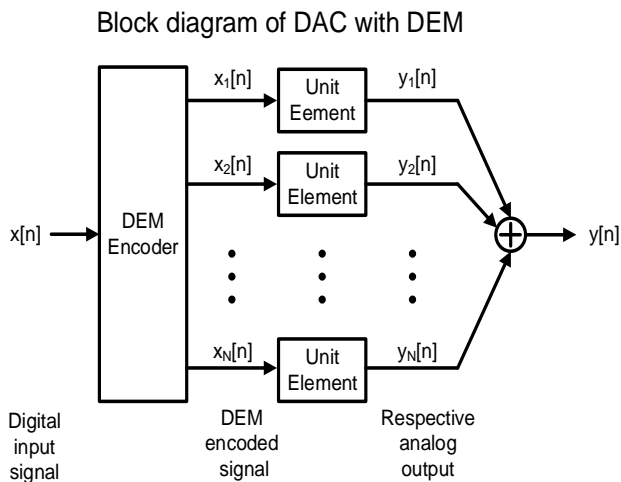 Block diagram of DAC with DEM
x1[n]
Unit
Eement
y1[n]
x2[n]
Unit
Element
y2[n]
x[n]
DEM
Encoder
y[n]
xN[n]
Unit
Element
yN[n]
Digital
input
signal
DEM
encoded
signal
Respective
analog
output